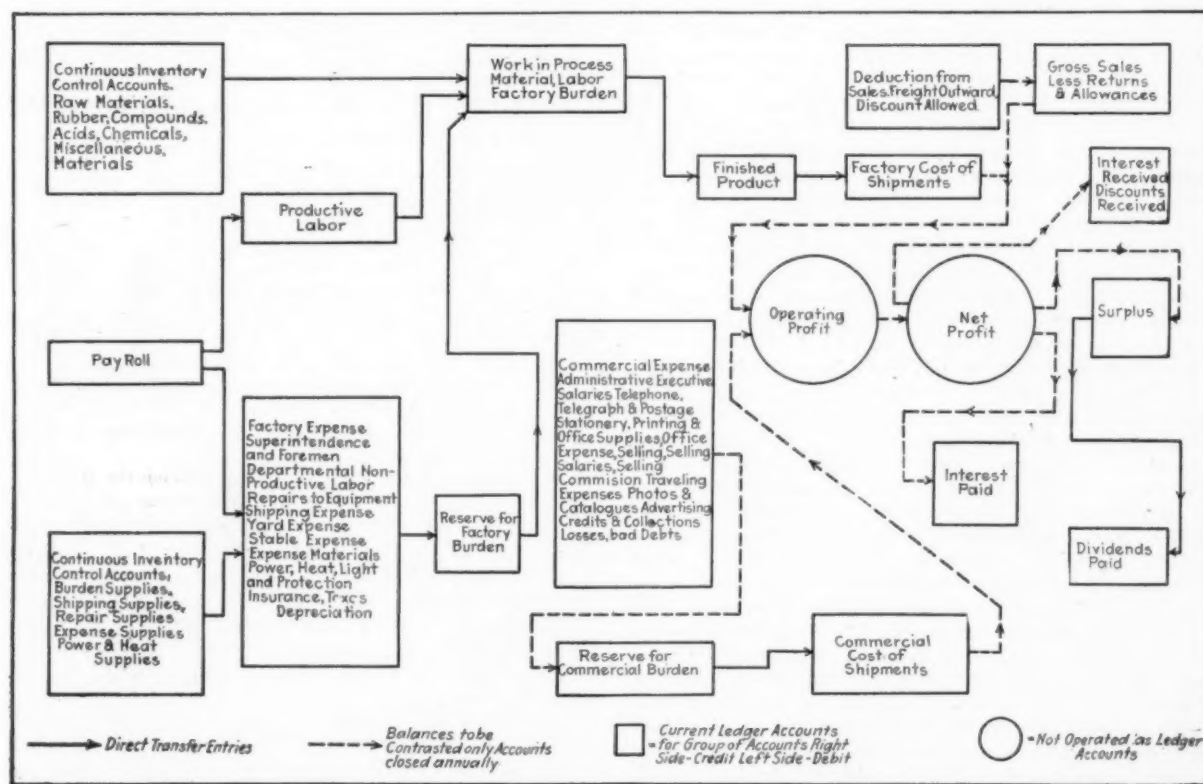 Continuous Inventory
Control Accounts.
Raw Materials.
Rubber, Compounds.
Acids, Chemicals,
Miscellaneous,
Materials
Work in Process
Material, Labor
Factory Burden
Deduction from
Sales, Freight Outward,
Discount Allowed.
Gross Sales
Less Returns
& Allowances
Finished
Product
Factory Cost of
Shipments
Interest
Received
Discounts
Received
Productive
Labor
Operating
Profit
Net
Profit
Surplus
Pay Roll
Factory Expense
Superintendence
and Foremen
Departmental Non-
Productive Labor
Repairs to Equipment
Shipping Expense
Yard Expense
Stable Expense
Expense Materials
Power, Heat, Light
and Protection
Insurance, Taxes
Depreciation
Reserve for
Factory
Burden
Commercial Expense
Administrative Executive
Salaries Telephone,
Telegraph & Postage
Stationery, Printing &
Office Supplies, Office
Expense, Selling, Selling
Salaries, Selling
Commision Traveling
Expenses Photos &
Catalogues Advertising
Credits & Collections
Losses, bad Debts
Interest
Paid
Dividends
Paid
Continuous Inventory
Control Accounts,
Burden Supplies,
Shipping Supplies,
Repair Supplies
Expense Supplies
Power & Heat
Supplies
Reserve for
Commercial Burden
Commercial
Cost of
Shipments
Direct Transfer Entries
Balances to be
Contrasted only Accounts
closed annually
Current Ledger Accounts
= for Group of Accounts Right
Side-Credit Left Side-Debit
= Not Operated as Ledger
Accounts